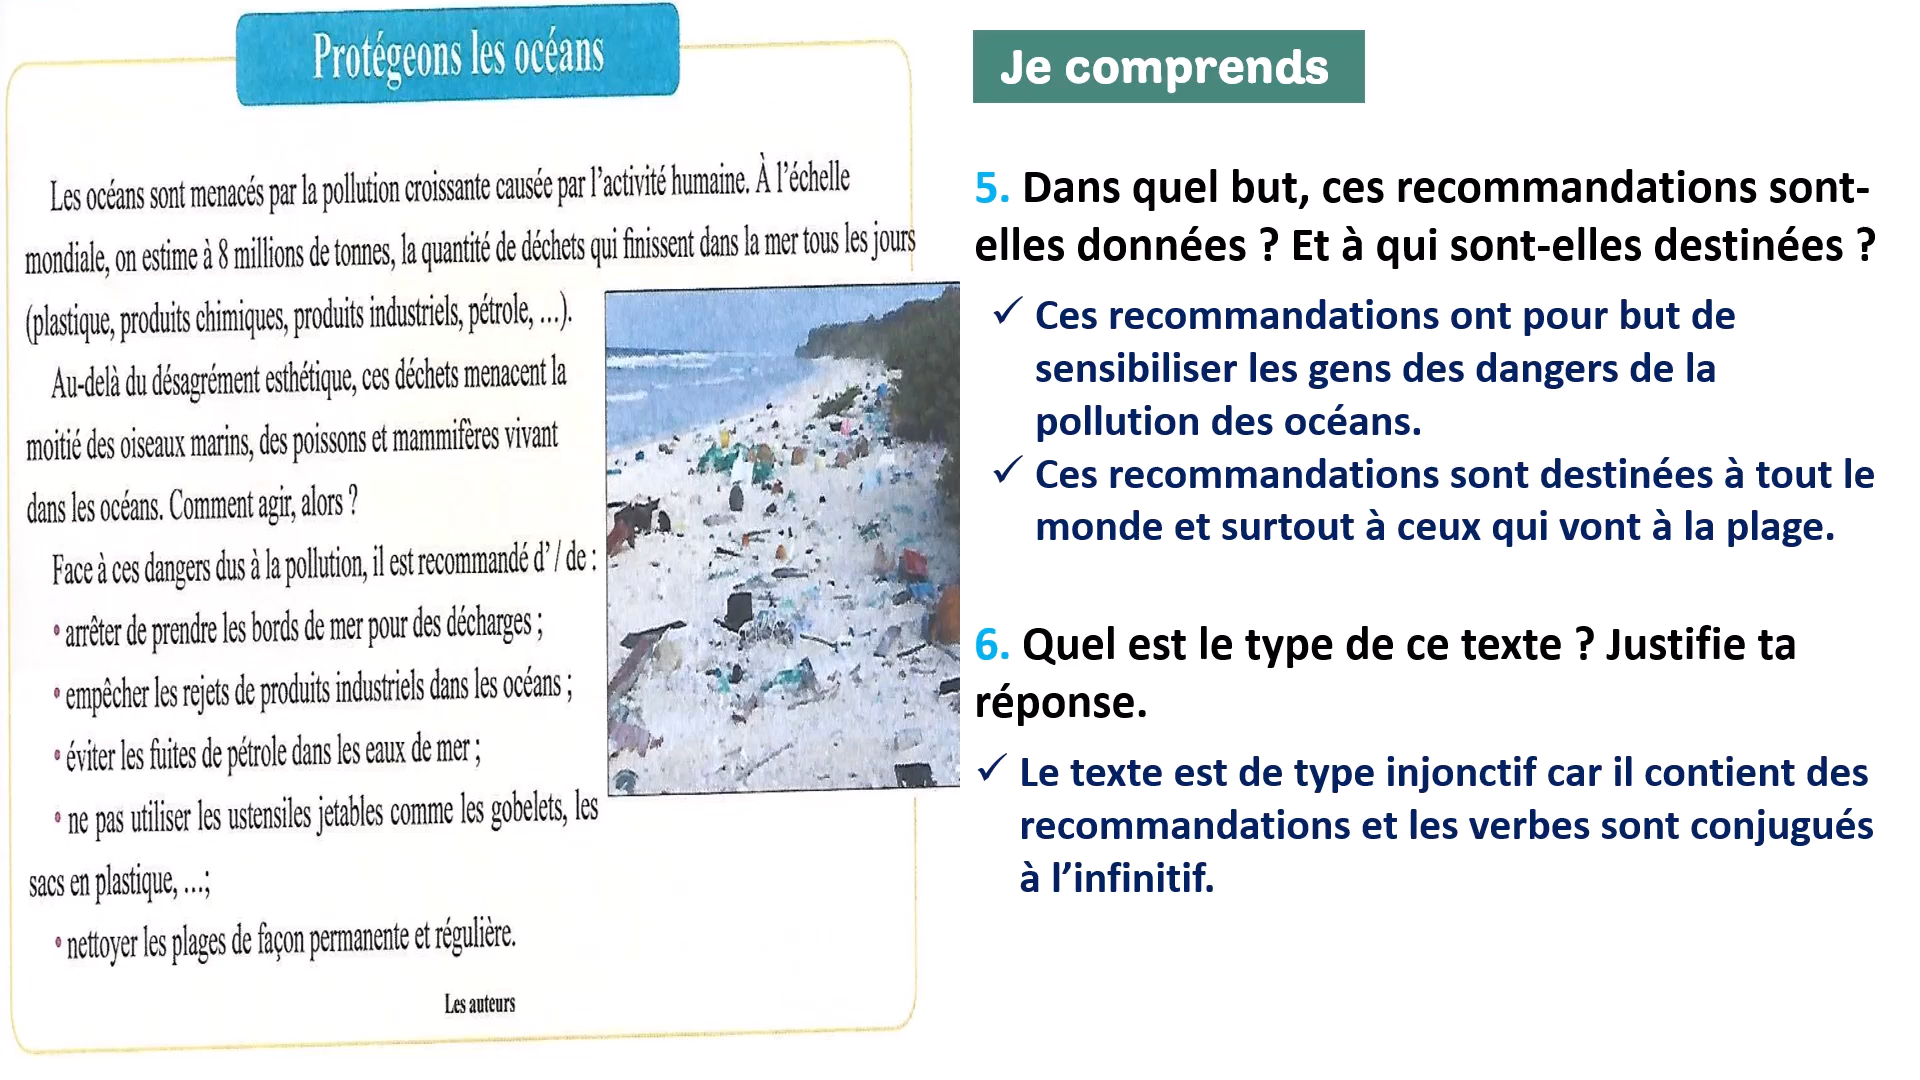 Protégeons les océans
Les océans sont menacés par la pollution croissante causée par l'activité humaine. À l'échelle
mondiale, on estime à 8 millions de tonnes, la quantité de déchets qui finissent dans la mer tous les jours
(plastique, produits chimiques, produits industriels, pétrole, ...).
Au-delà du désagrément esthétique, ces déchets menacent la
moitié des oiseaux marins, des poissons et mammifères vivant
dans les océans. Comment agir, alors ?
Face à ces dangers dus à la pollution, il est recommandé d' / de :
• arrêter de prendre les bords de mer pour des décharges ;
• empêcher les rejets de produits industriels dans les océans ;
• éviter les fuites de pétrole dans les eaux de mer ;
• ne pas utiliser les ustensiles jetables comme les gobelets, les
sacs en plastique, ...;
• nettoyer les plages de façon permanente et régulière.
Les auteurs
Je comprends
5. Dans quel but, ces recommandations sont-
elles données ? Et à qui sont-elles destinées ?
✓ Ces recommandations ont pour but de
sensibiliser les gens des dangers de la
pollution des océans.
✓ Ces recommandations sont destinées à tout le
monde et surtout à ceux qui vont à la plage.
6. Quel est le type de ce texte ? Justifie ta
réponse.
✓ Le texte est de type injonctif car il contient des
recommandations et les verbes sont conjugués
à l'infinitif.